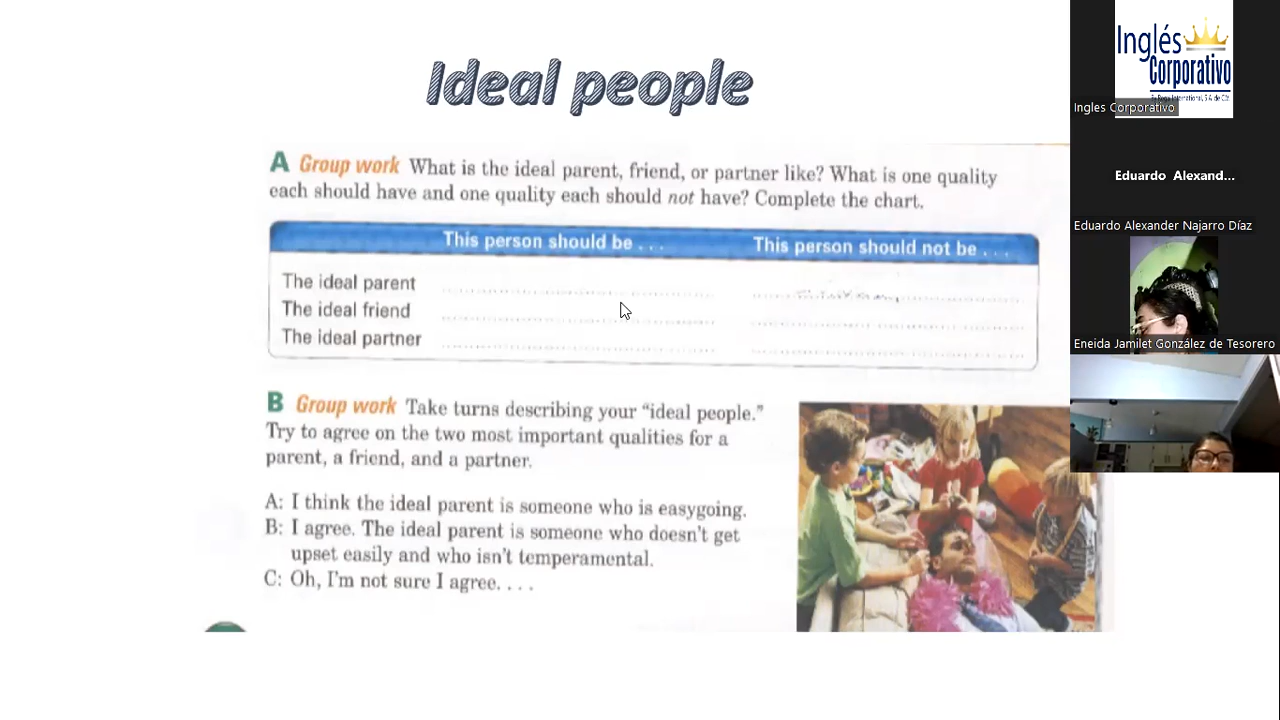 Ideal people
A Group work What is the ideal parent, friend, or partner like? What is one quality
each should have and one quality each should not have? Complete the chart.
This person should be . . . This person should not be . . .
The ideal parent
The ideal friend
The ideal partner
B Group work Take turns describing your “ideal people.”
Try to agree on the two most important qualities for a
parent, a friend, and a partner.
A: I think the ideal parent is someone who is easygoing.
B: I agree. The ideal parent is someone who doesn't get
upset easily and who isn't temperamental.
C: Oh, I'm not sure I agree. . . .
Inglés
Corporativo
Ingles Corporativo
Eduardo Alexand...
Eduardo Alexander Najarro Díaz
Eneida Jamilet González de Tesorero